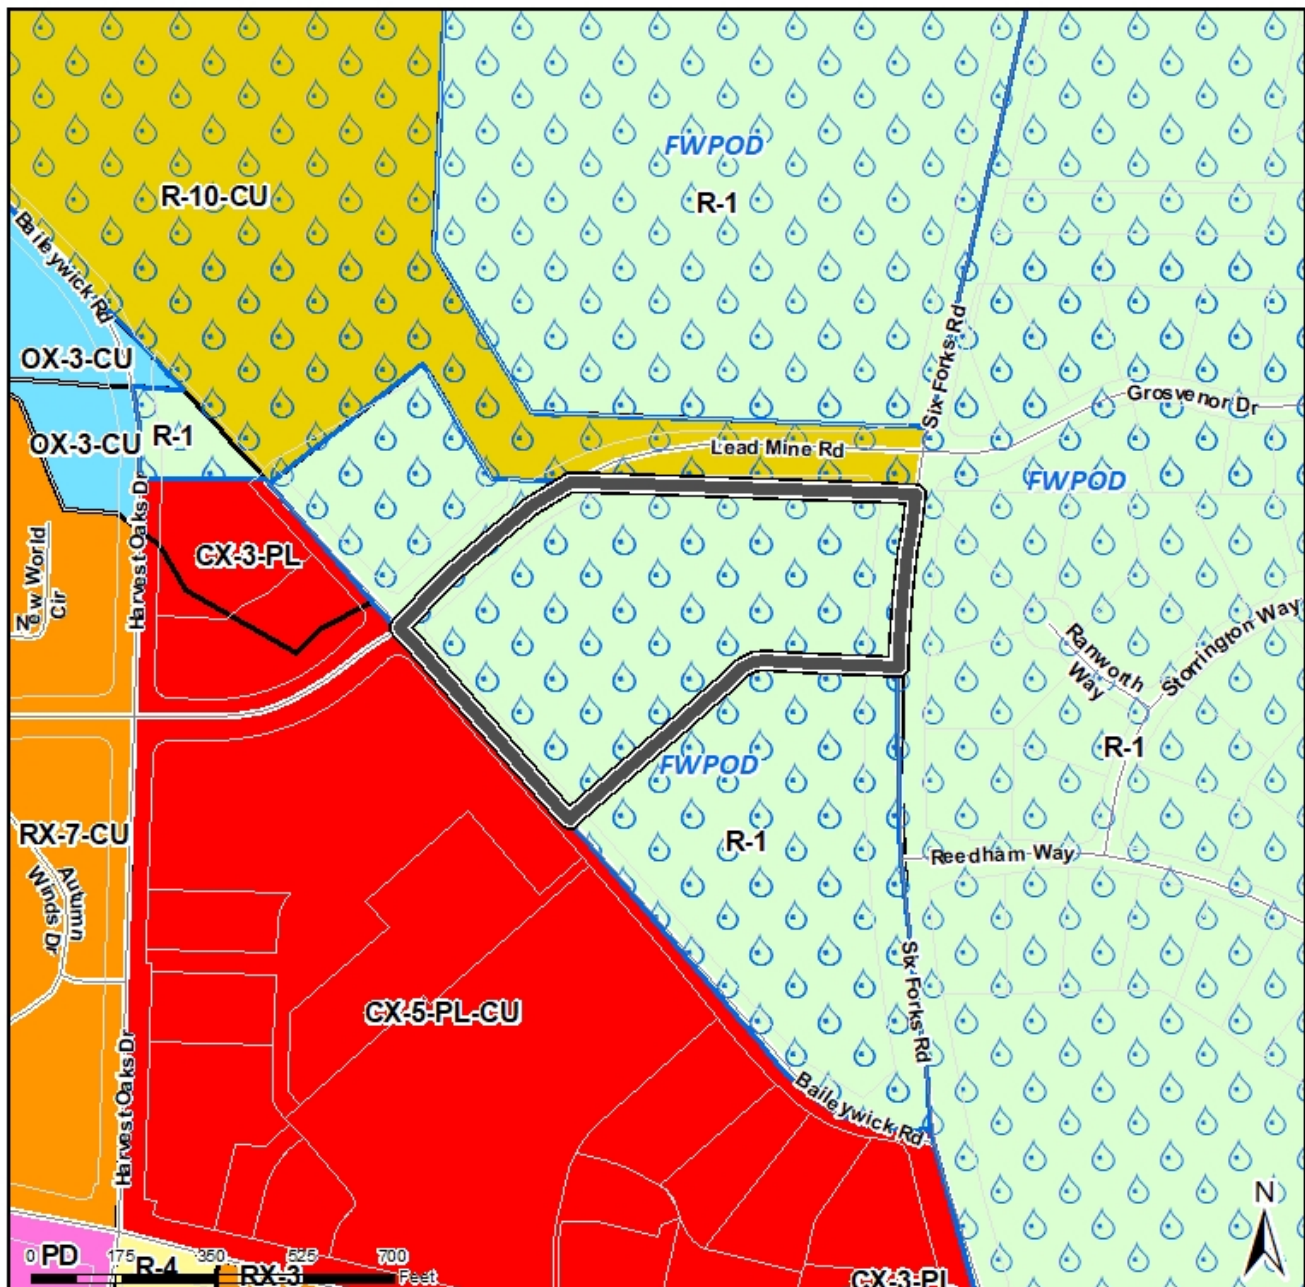 FWPOD
R-10-CU
R-1
Baileywick Rd
OX-3-CU
Six Forks Rd
Grosvenor Dr
OX-3-CU
R-1
Lead Mine Rd
FWPOD
Harvest Oaks Dr
CX-3-PL
New World
Cir
Ranworth
Way
Storrington Way
R-1
FWPOD
RX-7-CU
R-1
Reedham Way
Autumn
Winds Dr
Six Forks Rd
CX-5-PL-CU
Harvest Oaks Dr
Baileywick Rd
N
PD
R-4
RX-3
CX-3-PL
0 175 350 525 700
Feet